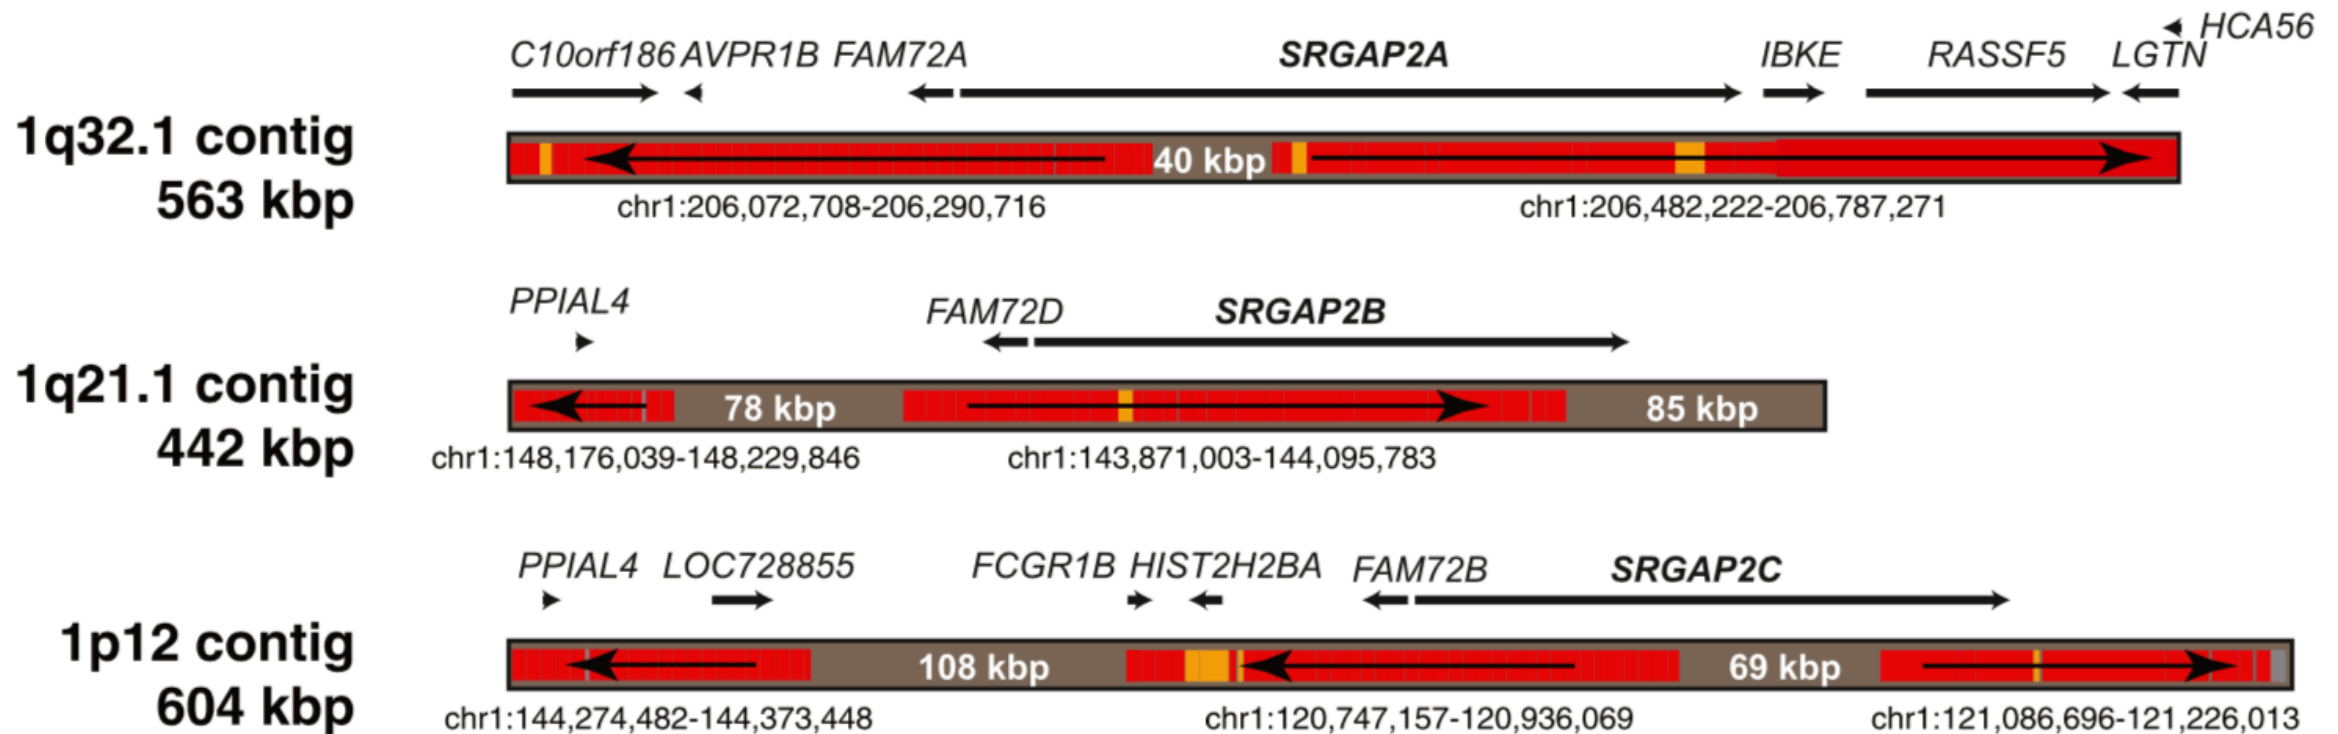 HCA56
C10orf186 AVPR1B FAM72A SRGAP2A IBKE RASSF5 LGTN
1q32.1 contig
563 kbp
40 kbp
chr1:206,072,708-206,290,716 chr1:206,482,222-206,787,271
PPIAL4 FAM72D SRGAP2B
1q21.1 contig
442 kbp
78 kbp 85 kbp
chr1:148,176,039-148,229,846 chr1:143,871,003-144,095,783
PPIAL4 LOC728855 FCGR1B HIST2H2BA FAM72B SRGAP2C
1p12 contig
604 kbp
108 kbp 69 kbp
chr1:144,274,482-144,373,448 chr1:120,747,157-120,936,069 chr1:121,086,696-121,226,013